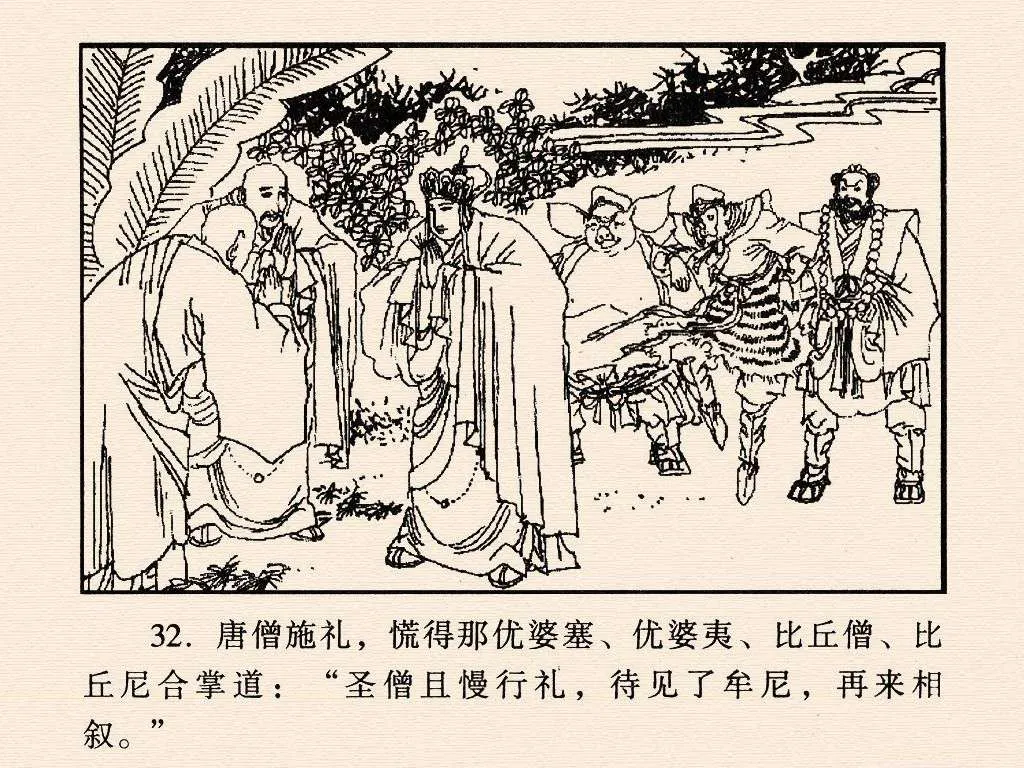 32. 唐僧施礼，慌得那优婆塞、优婆夷、比丘僧、比
丘尼合掌道：“圣僧且慢行礼，待见了牟尼，再来相
叙。”